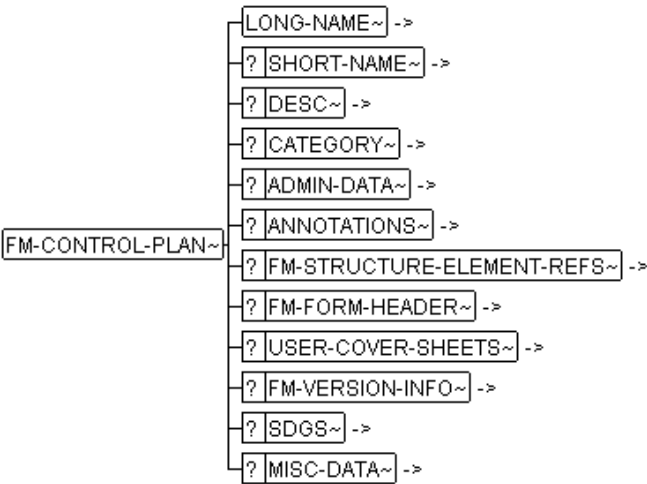 LONG-NAME~ ->
? SHORT-NAME~ ->
? DESC~ ->
? CATEGORY~ ->
? ADMIN-DATA~ ->
? ANNOTATIONS~ ->
FM-CONTROL-PLAN~
? FM-STRUCTURE-ELEMENT-REFS~ ->
? FM-FORM-HEADER~ ->
? USER-COVER-SHEETS~ ->
? FM-VERSION-INFO~ ->
? SDGS~ ->
? MISC-DATA~ ->